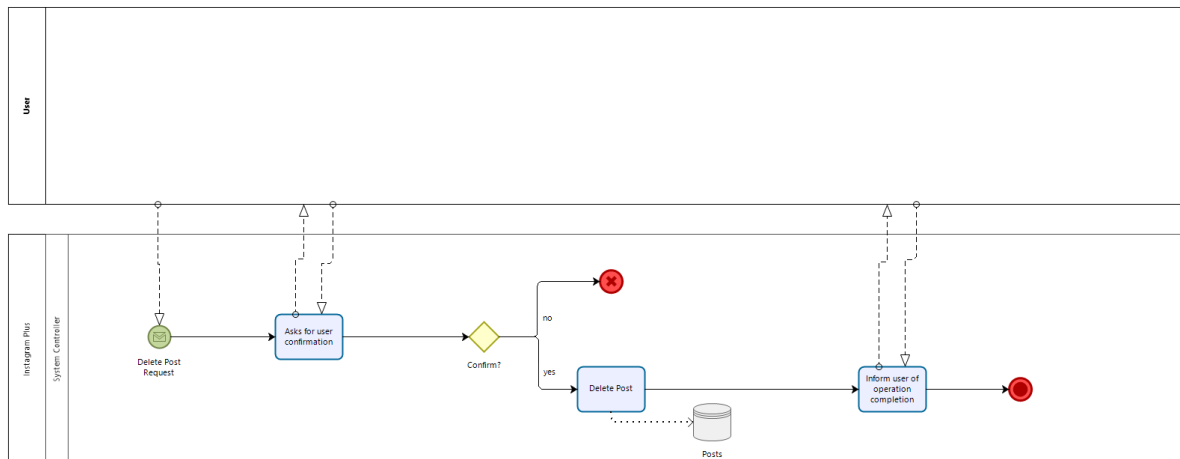 User
Instagram Plus
System Controller
Delete Post
Request
Asks for user
confirmation
Confirm?
no
yes
Delete Post
Posts
Inform user of
operation
completion